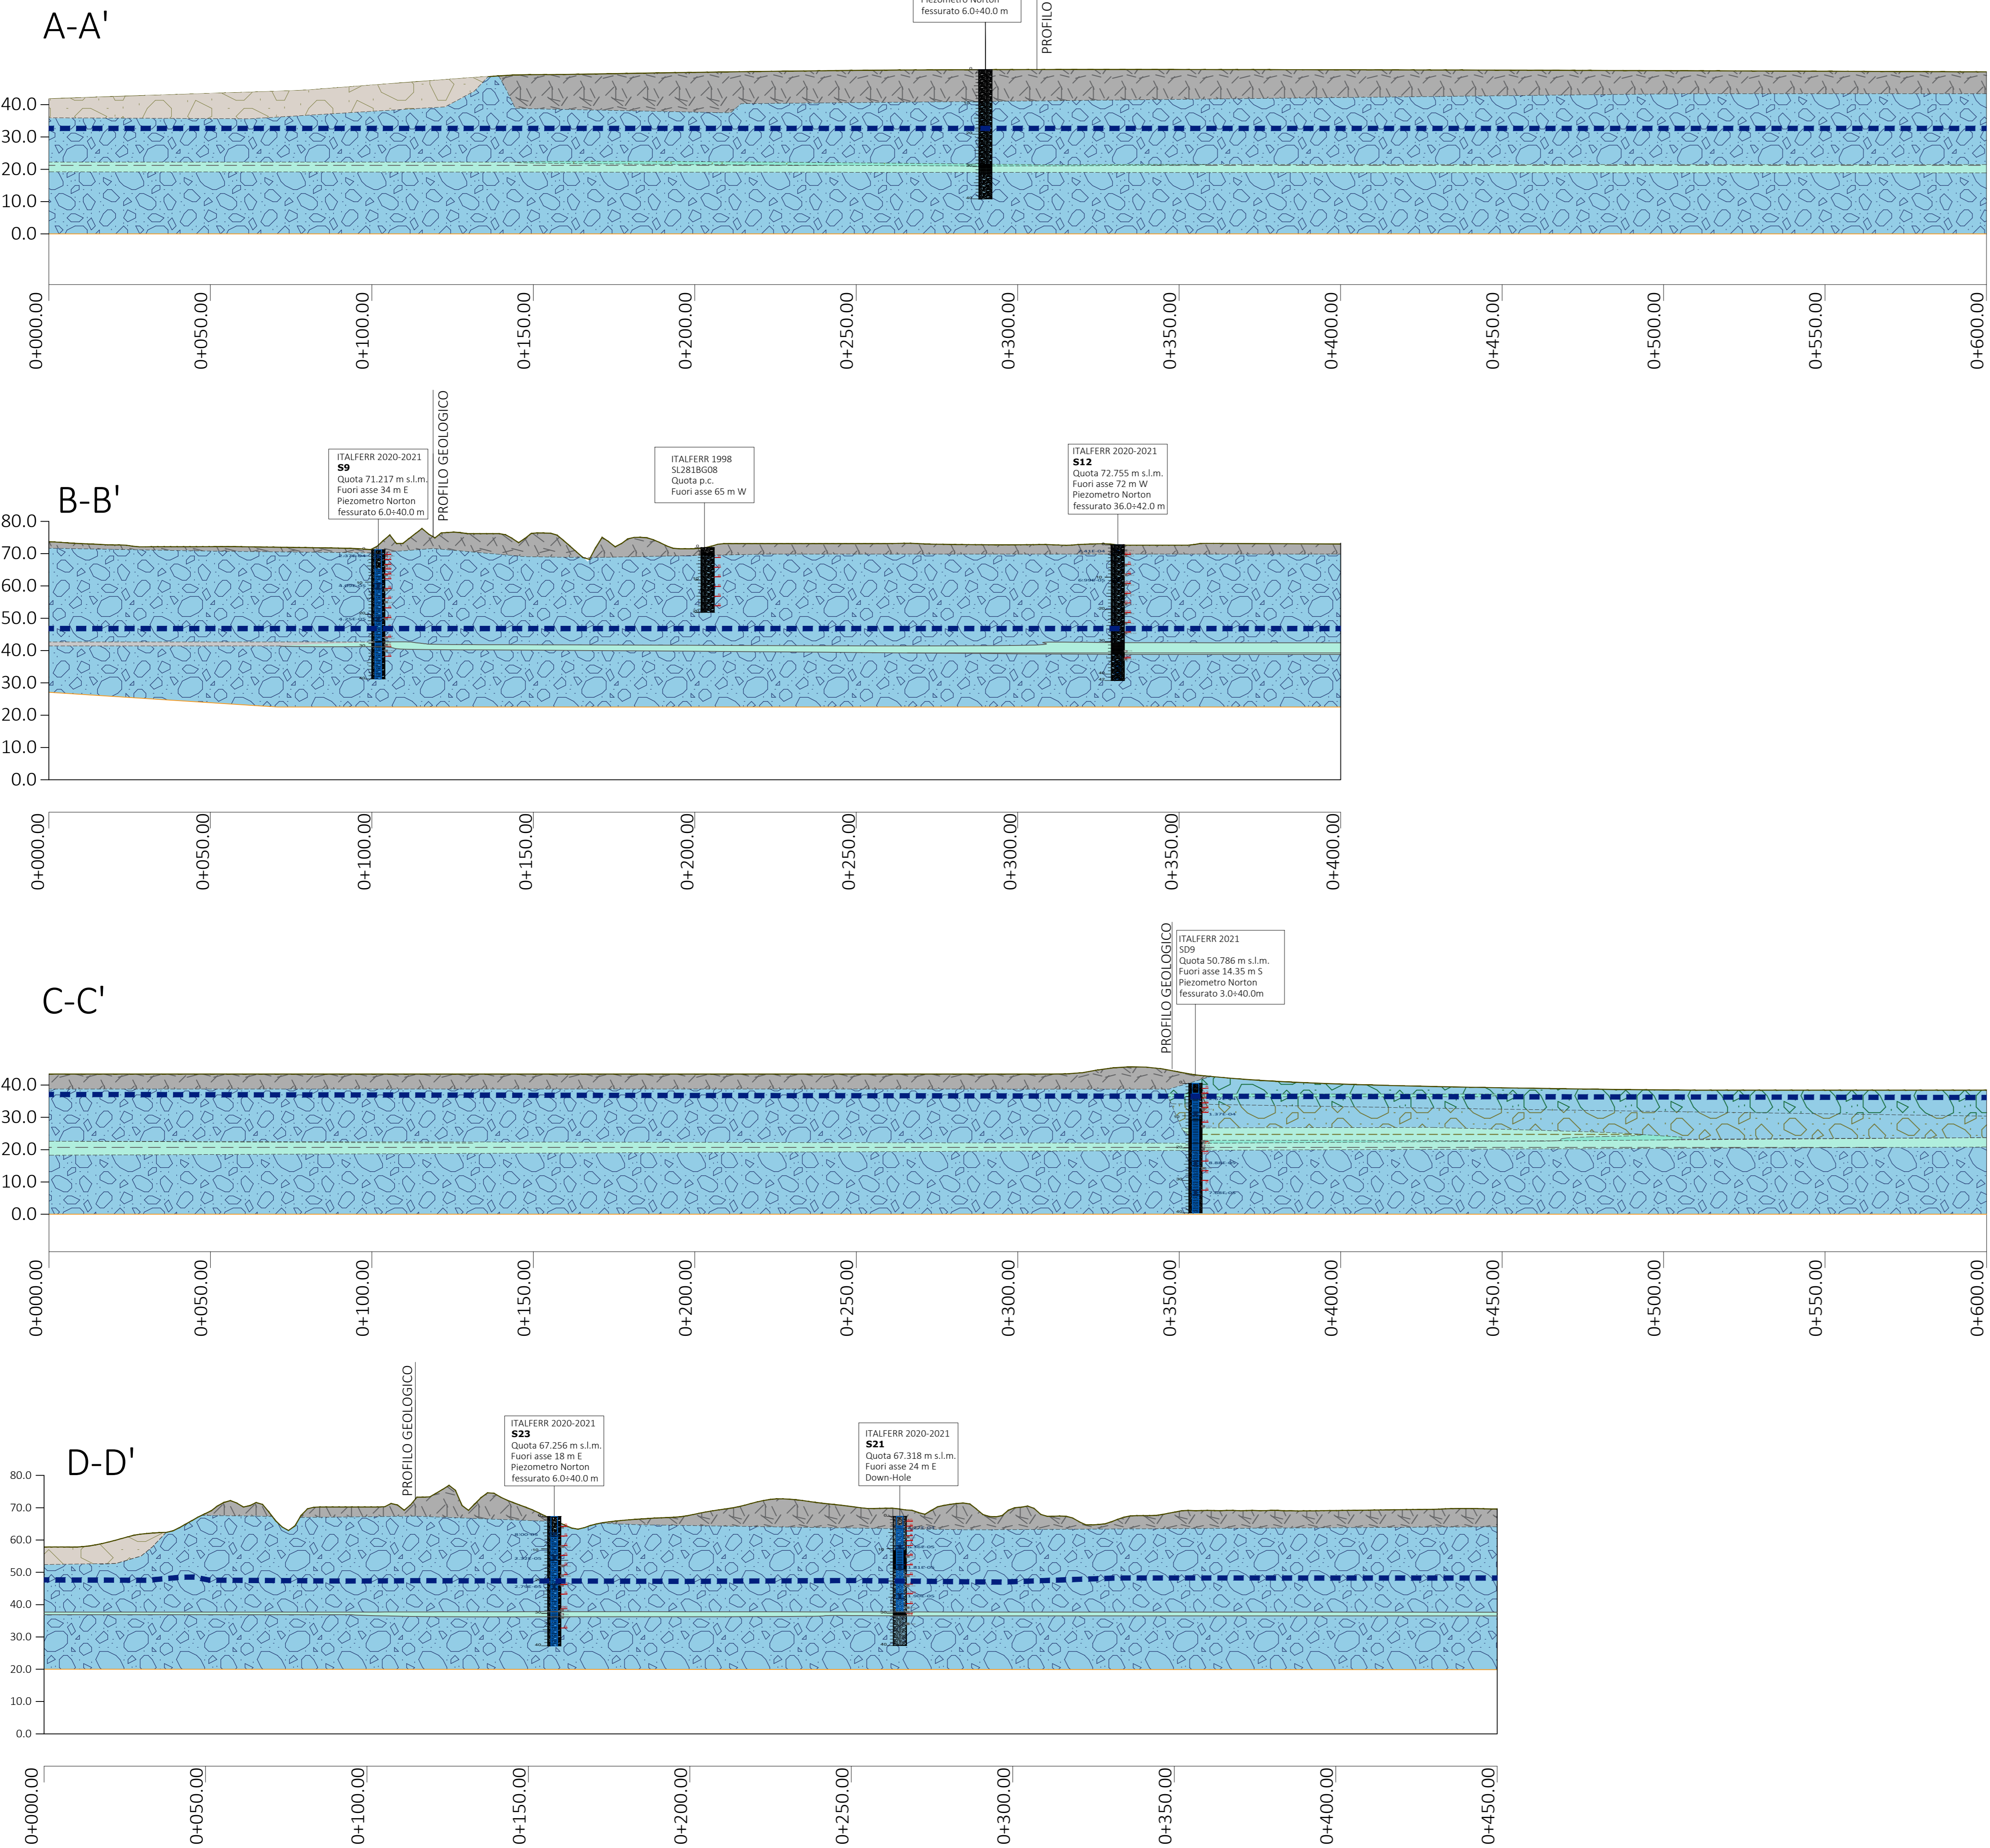 A-A'
fessurato 6.0÷40.0 m
PROFILO
40.0
30.0
20.0
10.0
0.0
0+000.00
0+050.00
0+100.00
0+150.00
0+200.00
0+250.00
0+300.00
0+350.00
0+400.00
0+450.00
0+500.00
0+550.00
0+600.00
B-B'
ITALFERR 2020-2021
S9
Quota 71.217 m s.l.m.
Fuori asse 34 m E
Piezometro Norton
fessurato 6.0÷40.0 m
PROFILO GEOLOGICO
ITALFERR 1998
SL281BG08
Quota p.c.
Fuori asse 65 m W
ITALFERR 2020-2021
S12
Quota 72.755 m s.l.m.
Fuori asse 72 m W
Piezometro Norton
fessurato 36.0÷42.0 m
80.0
70.0
60.0
50.0
40.0
30.0
20.0
10.0
0.0
0+000.00
0+050.00
0+100.00
0+150.00
0+200.00
0+250.00
0+300.00
0+350.00
0+400.00
C-C'
PROFILO GEOLOGICO
ITALFERR 2021
SD9
Quota 50.786 m s.l.m.
Fuori asse 14.35 m S
Piezometro Norton
fessurato 3.0÷40.0m
40.0
30.0
20.0
10.0
0.0
0+000.00
0+050.00
0+100.00
0+150.00
0+200.00
0+250.00
0+300.00
0+350.00
0+400.00
0+450.00
0+500.00
0+550.00
0+600.00
D-D'
PROFILO GEOLOGICO
ITALFERR 2020-2021
S23
Quota 67.256 m s.l.m.
Fuori asse 18 m E
Piezometro Norton
fessurato 6.0÷40.0 m
ITALFERR 2020-2021
S21
Quota 67.318 m s.l.m.
Fuori asse 24 m E
Down-Hole
80.0
70.0
60.0
50.0
40.0
30.0
20.0
10.0
0.0
0+000.00
0+050.00
0+100.00
0+150.00
0+200.00
0+250.00
0+300.00
0+350.00
0+400.00
0+450.00